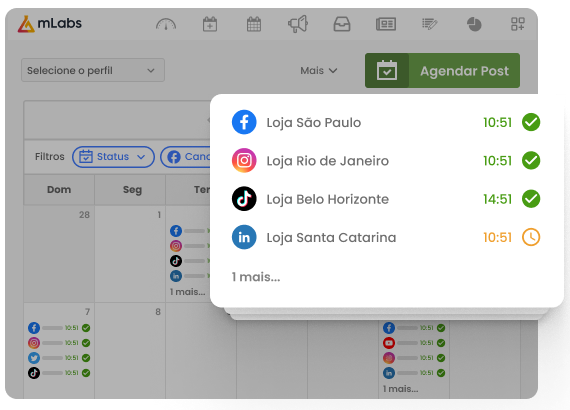 mLabs
Selecione o perfil
Mais
Agendar Post
Loja São Paulo 10:51
Loja Rio de Janeiro 10:51
Loja Belo Horizonte 14:51
Loja Santa Catarina 10:51
1 mais...
Filtros Status
Dom Seg
28 1
1 mais...
7 8
10:51 10:51
10:51 10:51
10:51 10:51
10:51 10:51
1 mais...